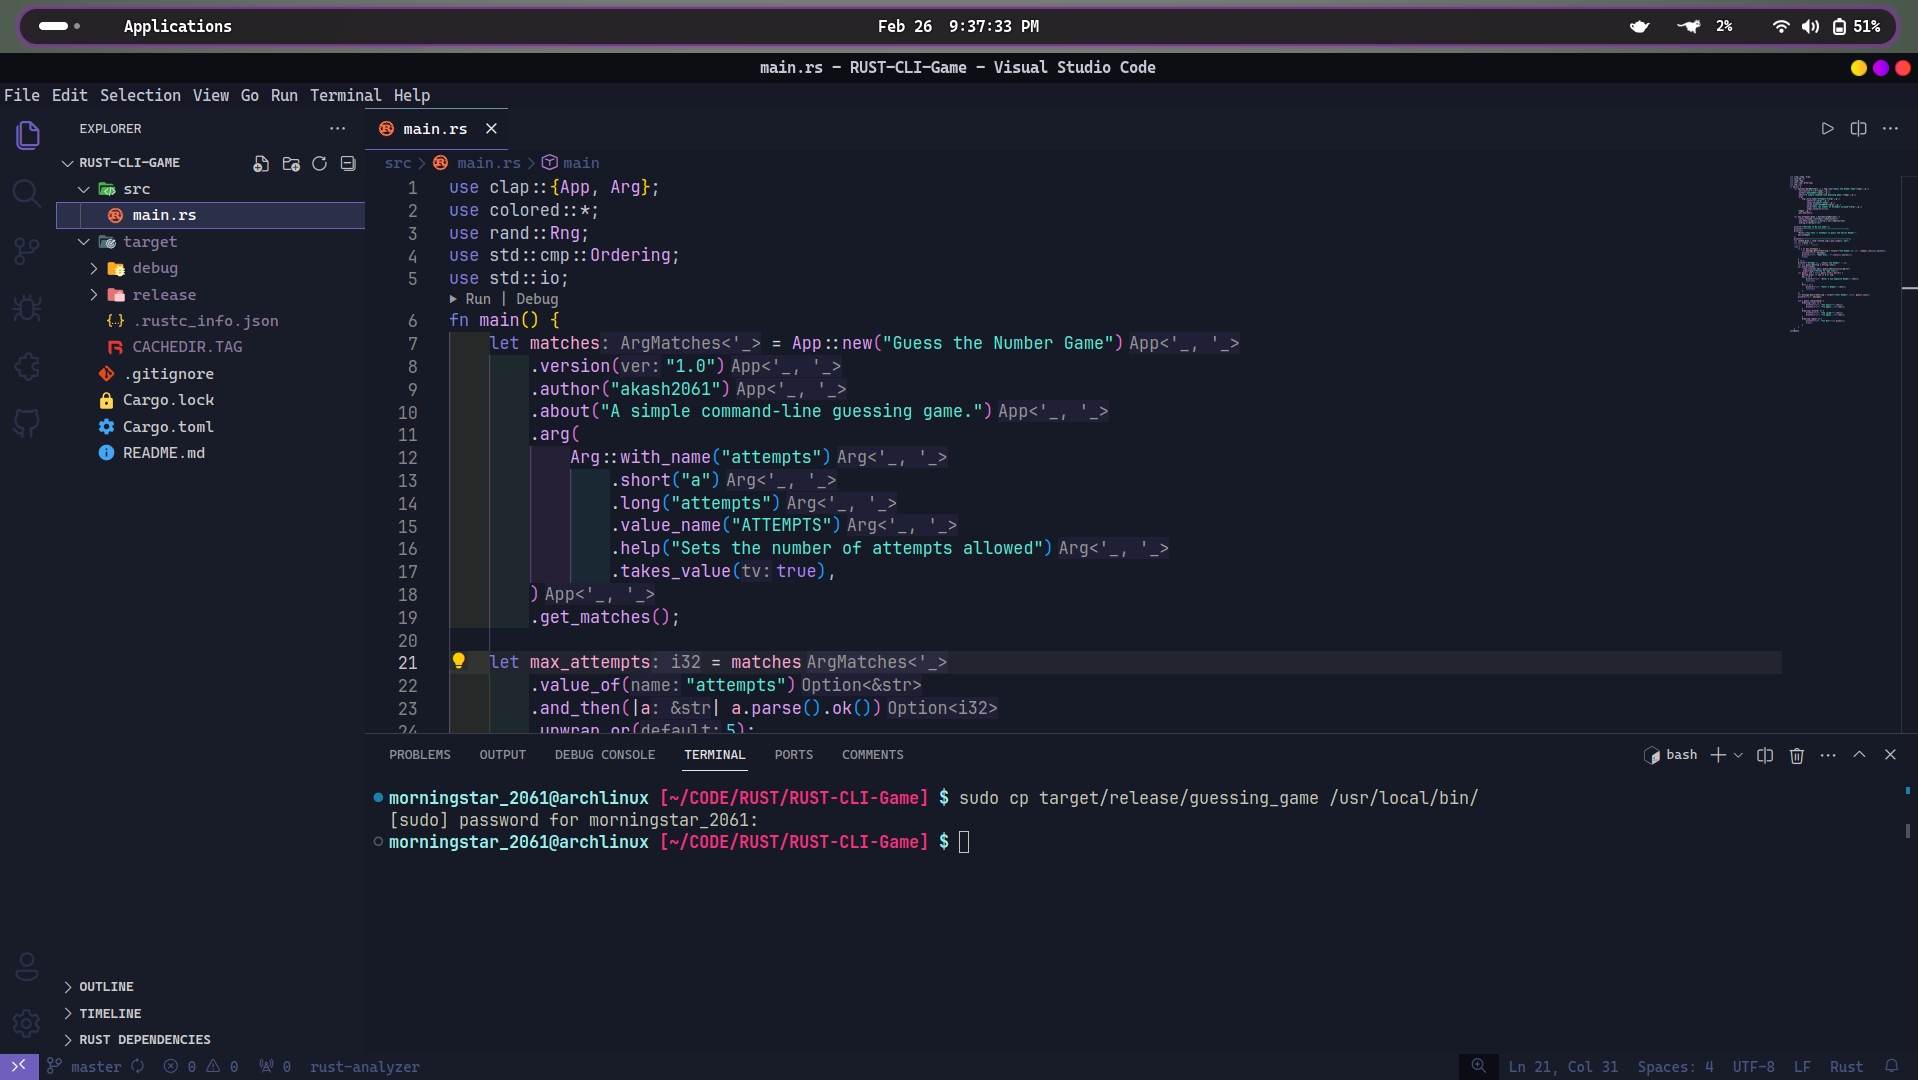 Applications
Feb 26  9:37:33 PM
2%
51%
main.rs - RUST-CLI-Game - Visual Studio Code
File Edit Selection View Go Run Terminal Help
EXPLORER
RUST-CLI-GAME
src
main.rs
target
debug
release
.rustc_info.json
CACHEDIR.TAG
.gitignore
Cargo.lock
Cargo.toml
README.md
OUTLINE
TIMELINE
RUST DEPENDENCIES
main.rs
src > main.rs > main
1 use clap::{App, Arg};
2 use colored::*;
3 use rand::Rng;
4 use std::cmp::Ordering;
5 use std::io;
Run | Debug
6 fn main() {
7 let matches: ArgMatches<'_> = App::new("Guess the Number Game") App<'_, '_>
8 .version(ver: "1.0") App<'_, '_>
9 .author("akash2061") App<'_, '_>
10 .about("A simple command-line guessing game.") App<'_, '_>
11 .arg(
12 Arg::with_name("attempts") Arg<'_, '_>
13 .short("a") Arg<'_, '_>
14 .long("attempts") Arg<'_, '_>
15 .value_name("ATTEMPTS") Arg<'_, '_>
16 .help("Sets the number of attempts allowed") Arg<'_, '_>
17 .takes_value(tv: true),
18 ) App<'_, '_>
19 .get_matches();
20
21 let max_attempts: i32 = matches ArgMatches<'_>
22 .value_of(name: "attempts") Option<&str>
23 .and_then(|a: &str| a.parse().ok()) Option<i32>
24 .unwrap_or(default: 5);
PROBLEMS OUTPUT DEBUG CONSOLE TERMINAL PORTS COMMENTS
bash
morningstar_2061@archlinux [~/CODE/RUST/RUST-CLI-Game] $ sudo cp target/release/guessing_game /usr/local/bin/
[sudo] password for morningstar_2061:
morningstar_2061@archlinux [~/CODE/RUST/RUST-CLI-Game] $
master 0 0 0 rust-analyzer
Ln 21, Col 31 Spaces: 4 UTF-8 LF Rust